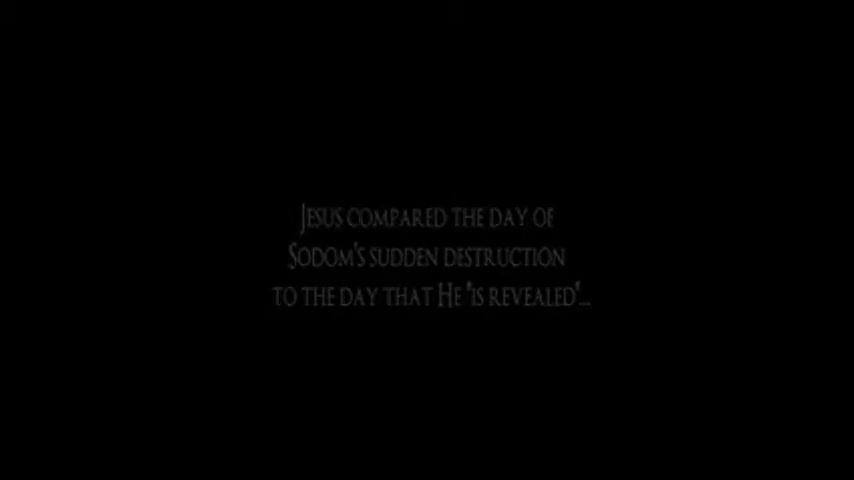 Jesus compared the day of
Sodom's sudden destruction
to the day that He "is revealed"...